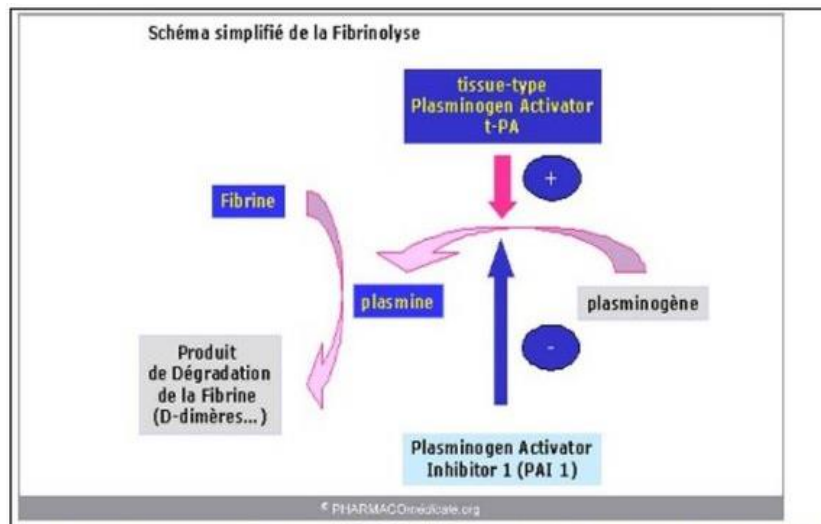 Schéma simplifié de la Fibrinolyse
tissue-type
Plasminogen Activator
t-PA
+
Fibrine
plasmine
plasminogène
-
Produit
de Dégradation
de la Fibrine
(D-dimères...)
Plasminogen Activator
Inhibitor 1 (PAI 1)
© PHARMACOmédicale.org